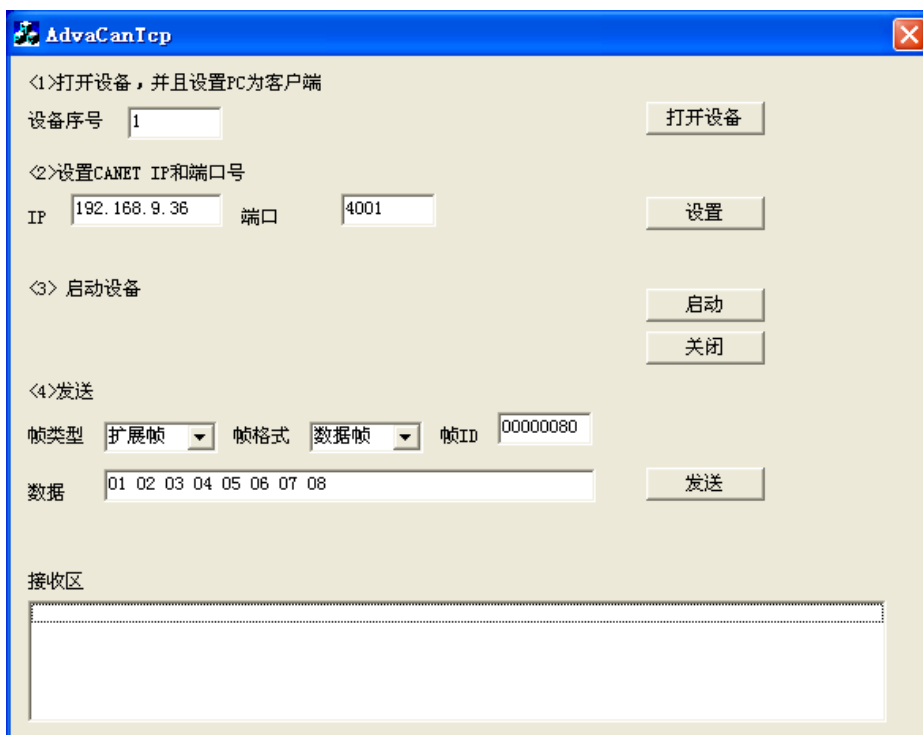 AdvaCanTcp
<1>打开设备，并且设置PC为客户端
设备序号 1 打开设备
<2>设置CANET IP和端口号
IP 192.168.9.36 端口 4001 设置
<3> 启动设备
启动
关闭
<4>发送
帧类型 扩展帧 帧格式 数据帧 帧ID 00000080
数据 01 02 03 04 05 06 07 08 发送
接收区